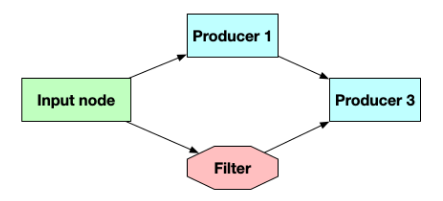 Producer 1
Input node
Producer 3
Filter